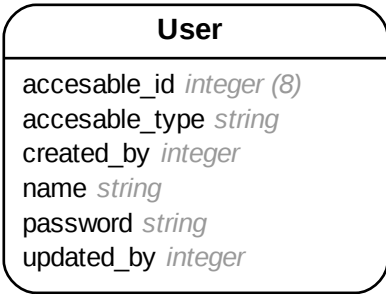 User
accesable_id integer (8)
accesable_type string
created_by integer
name string
password string
updated_by integer